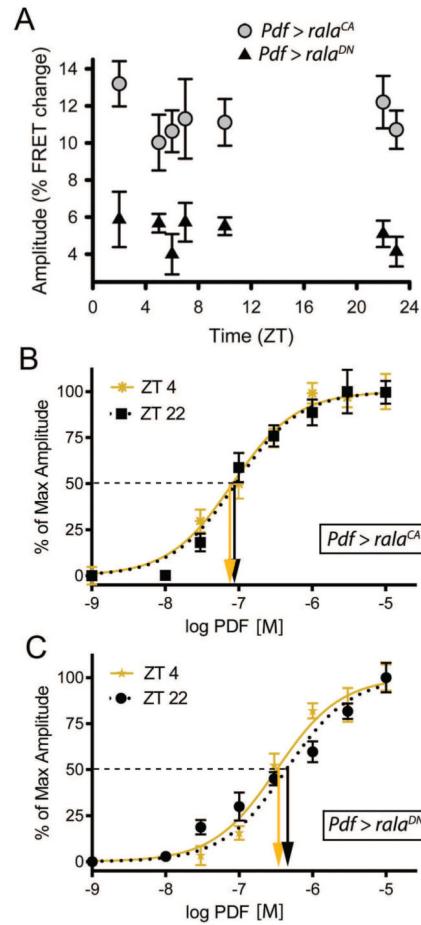 A
Pdf > rala^CA
Pdf > rala^DN
Amplitude (% FRET change)
14
12
10
8
6
4
0 4 8 12 16 20 24
Time (ZT)
B
ZT 4
ZT 22
% of Max Amplitude
100
75
50
25
0
Pdf > rala^CA
-9 -8 -7 -6 -5
log PDF [M]
C
ZT 4
ZT 22
% of Max Amplitude
100
75
50
25
0
Pdf > rala^DN
-9 -8 -7 -6 -5
log PDF [M]